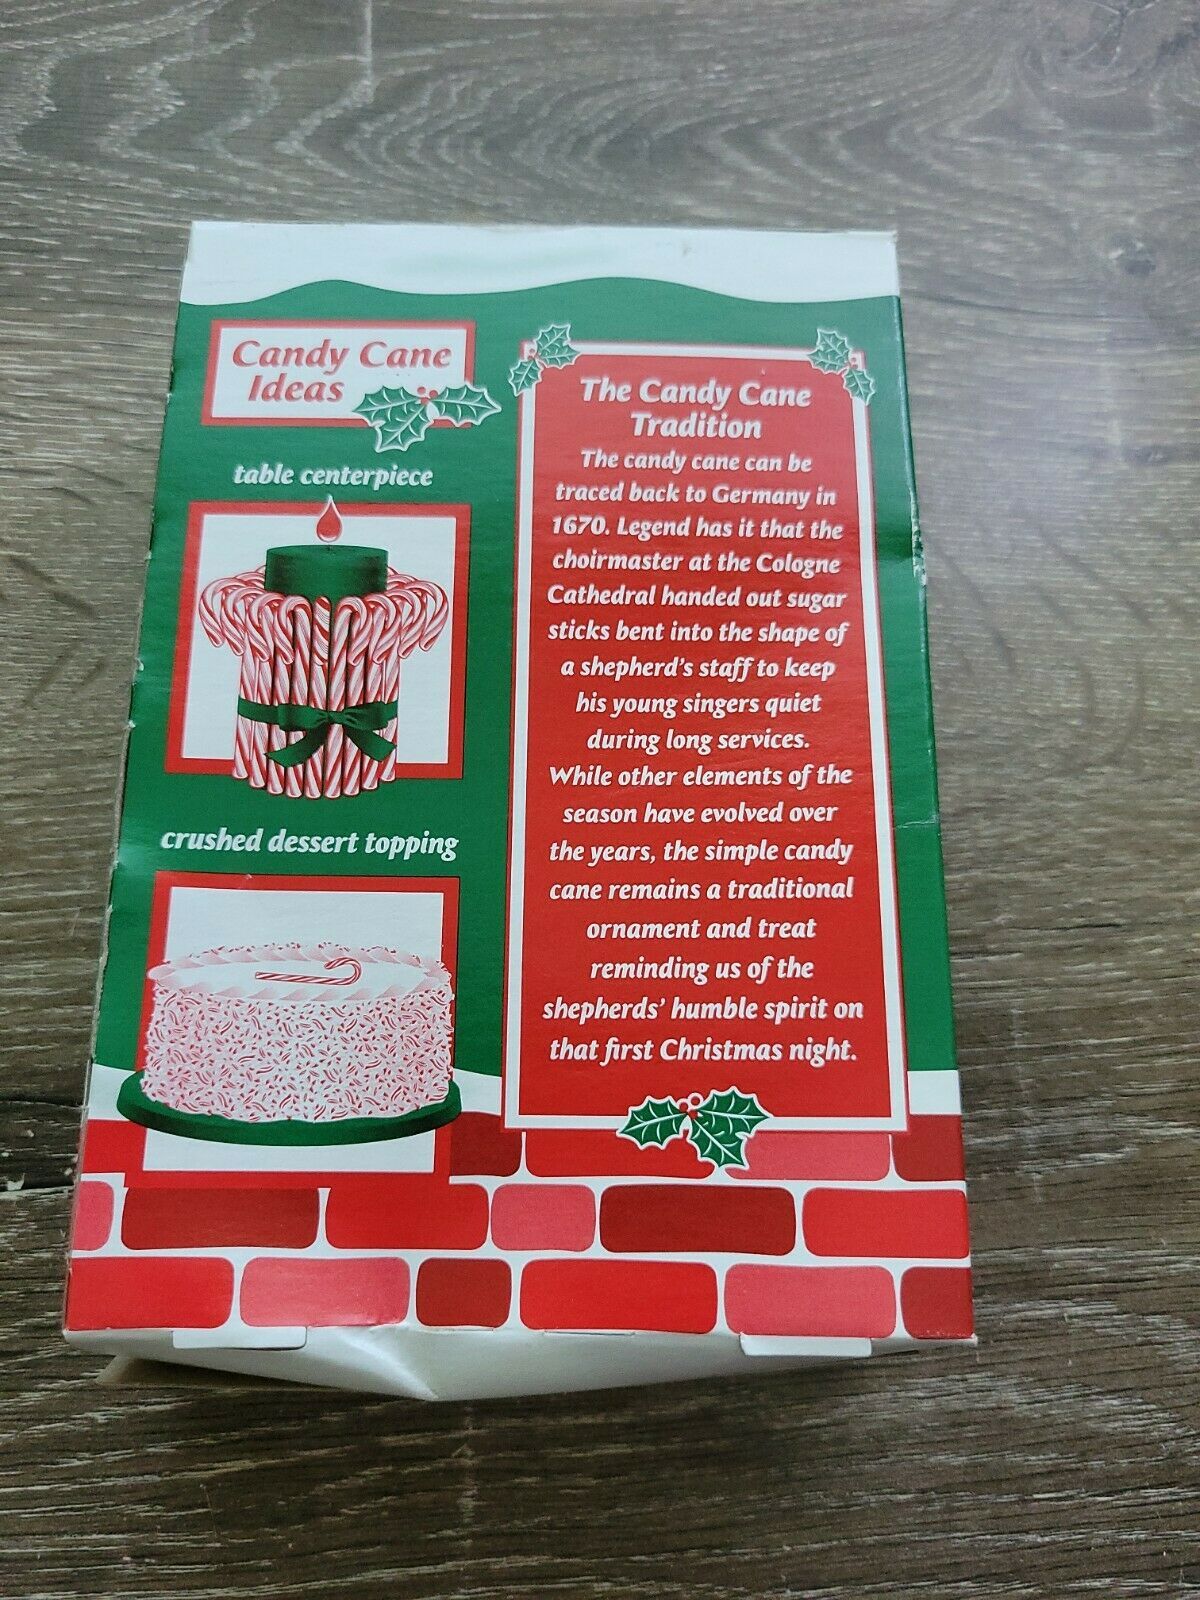 Candy Cane
Ideas
table centerpiece
crushed dessert topping
The Candy Cane
Tradition
The candy cane can be
traced back to Germany in
1670. Legend has it that the
choirmaster at the Cologne
Cathedral handed out sugar
sticks bent into the shape of
a shepherd's staff to keep
his young singers quiet
during long services.
While other elements of the
season have evolved over
the years, the simple candy
cane remains a traditional
ornament and treat
reminding us of the
shepherds' humble spirit on
that first Christmas night.